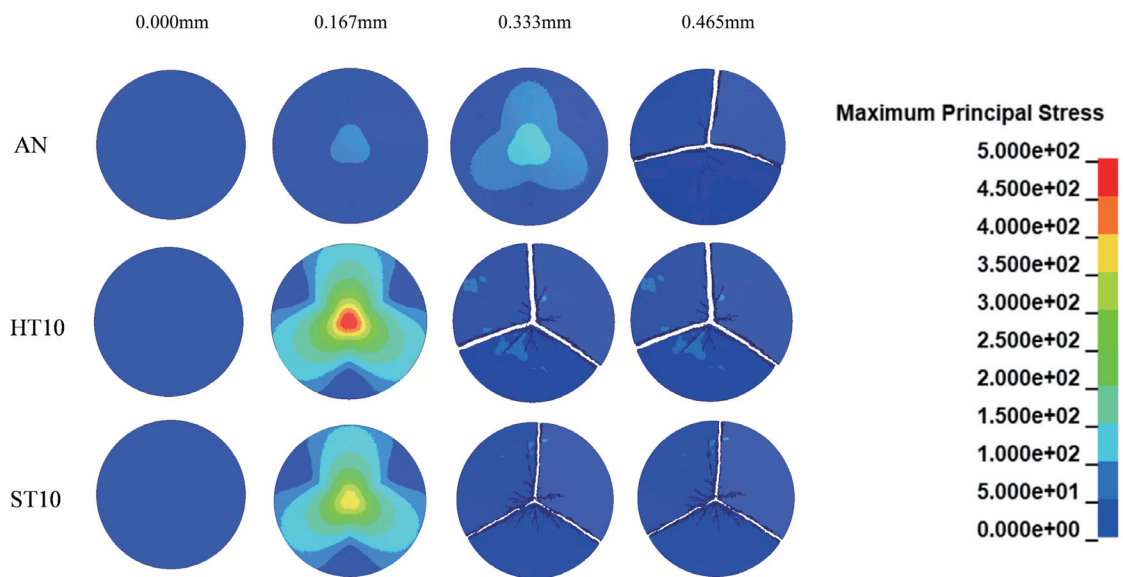 0.000mm 0.167mm 0.333mm 0.465mm
AN
HT10
ST10
Maximum Principal Stress
5.000e+02
4.500e+02
4.000e+02
3.500e+02
3.000e+02
2.500e+02
2.000e+02
1.500e+02
1.000e+02
5.000e+01
0.000e+00